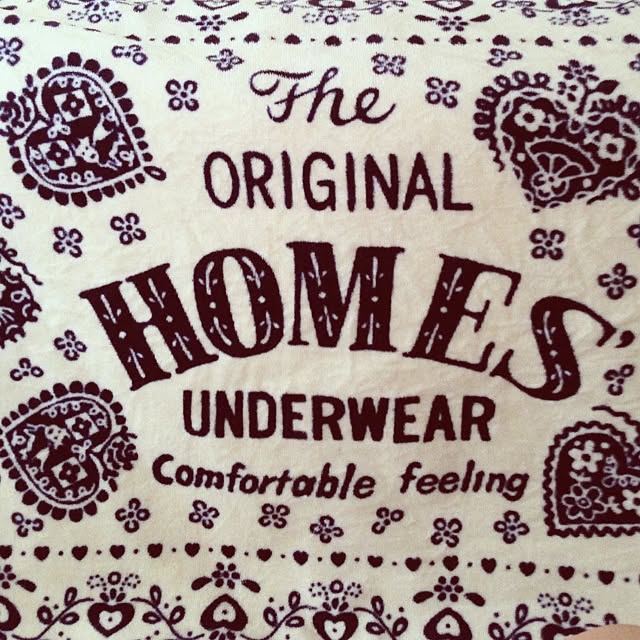 The
ORIGINAL
HOMES'
UNDERWEAR
Comfortable feeling